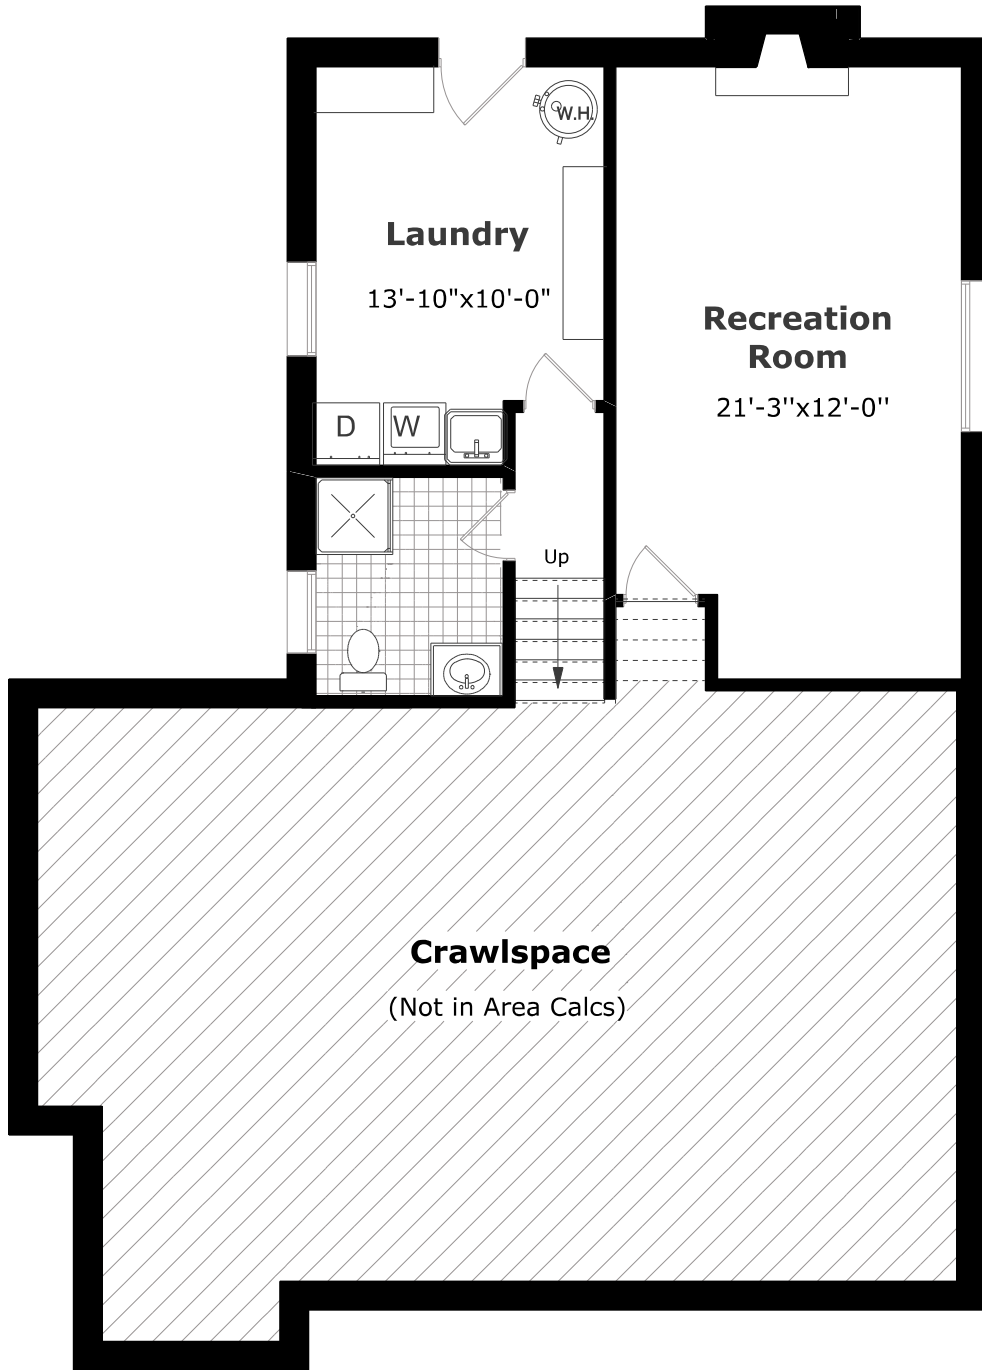 W.H.
Laundry
13'-10"x10'-0"
Recreation
Room
21'-3''x12'-0''
D
W
Up
Crawlspace
(Not in Area Calcs)